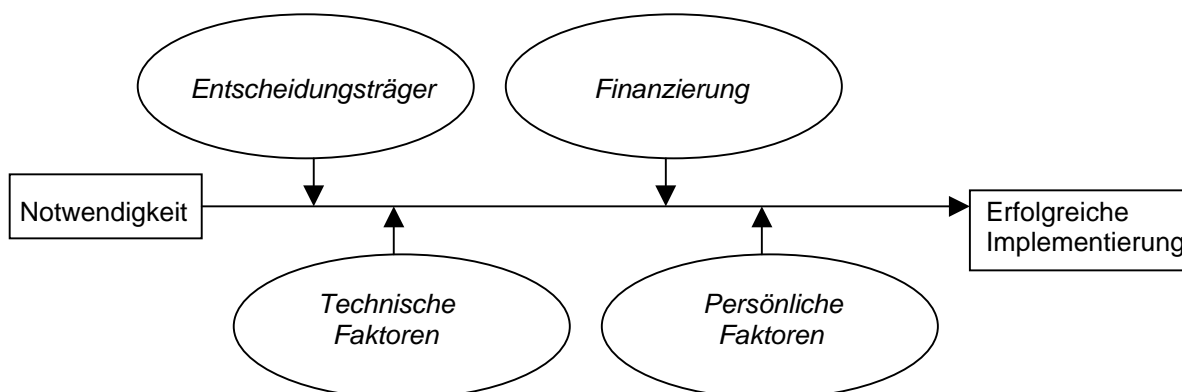 Entscheidungsträger
Finanzierung
Notwendigkeit
Erfolgreiche
Implementierung
Technische
Faktoren
Persönliche
Faktoren